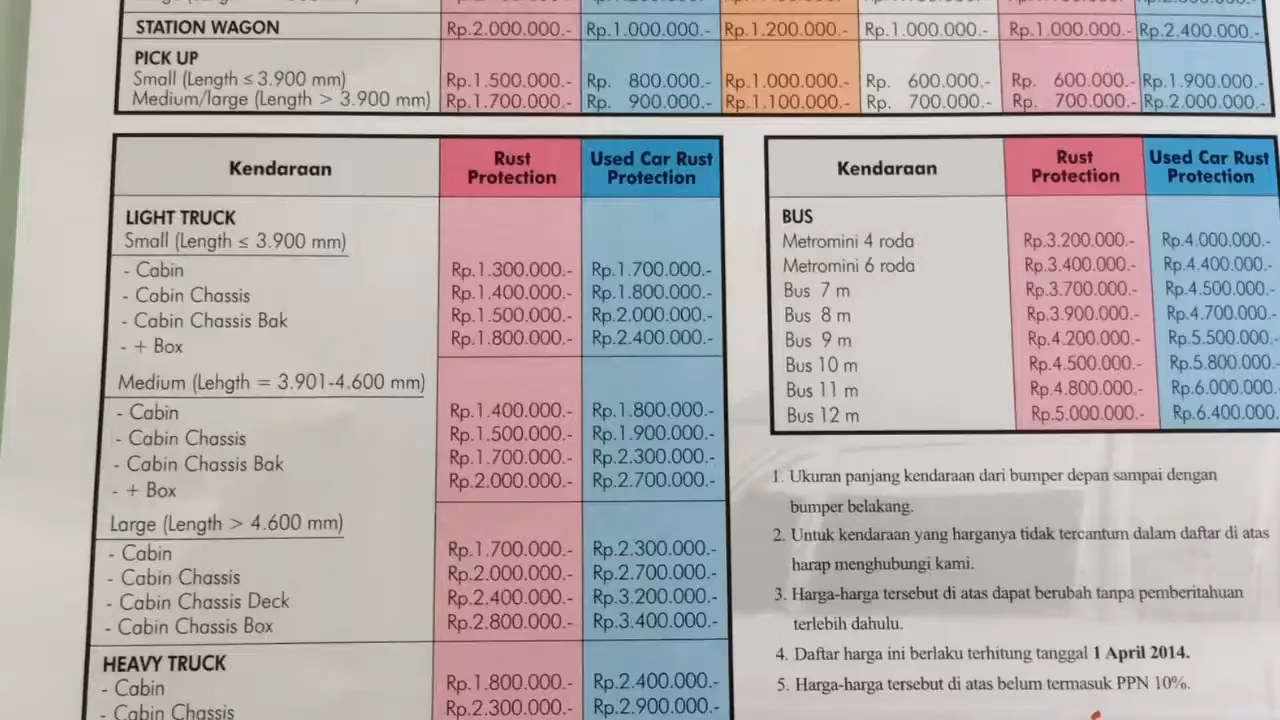 STATION WAGON Rp.2.000.000.- Rp.1.000.000.- Rp.1.200.000.- Rp.1.000.000.- Rp.1.000.000.- Rp.2.400.000.-
PICK UP
Small (Length ≤ 3.900 mm) Rp.1.500.000.- Rp. 800.000.- Rp.1.000.000.- Rp. 600.000.- Rp. 600.000.- Rp.1.900.000.-
Medium/large (Length > 3.900 mm) Rp.1.700.000.- Rp. 900.000.- Rp.1.100.000.- Rp. 700.000.- Rp. 700.000.- Rp.2.000.000.-
Kendaraan Rust Protection Used Car Rust Protection
LIGHT TRUCK
Small (Length ≤ 3.900 mm)
- Cabin Rp.1.300.000.- Rp.1.700.000.-
- Cabin Chassis Rp.1.400.000.- Rp.1.800.000.-
- Cabin Chassis Bak Rp.1.500.000.- Rp.2.000.000.-
- + Box Rp.1.800.000.- Rp.2.400.000.-
Medium (Lehgth = 3.901-4.600 mm)
- Cabin Rp.1.400.000.- Rp.1.800.000.-
- Cabin Chassis Rp.1.500.000.- Rp.1.900.000.-
- Cabin Chassis Bak Rp.1.700.000.- Rp.2.300.000.-
- + Box Rp.2.000.000.- Rp.2.700.000.-
Large (Length > 4.600 mm)
- Cabin Rp.1.700.000.- Rp.2.300.000.-
- Cabin Chassis Rp.2.000.000.- Rp.2.700.000.-
- Cabin Chassis Deck Rp.2.400.000.- Rp.3.200.000.-
- Cabin Chassis Box Rp.2.800.000.- Rp.3.400.000.-
HEAVY TRUCK
- Cabin Rp.1.800.000.- Rp.2.400.000.-
- Cabin Chassis Rp.2.300.000.- Rp.2.900.000.-
Kendaraan Rust Protection Used Car Rust Protection
BUS
Metromini 4 roda Rp.3.200.000.- Rp.4.000.000.-
Metromini 6 roda Rp.3.400.000.- Rp.4.400.000.-
Bus 7 m Rp.3.700.000.- Rp.4.500.000.-
Bus 8 m Rp.3.900.000.- Rp.4.700.000.-
Bus 9 m Rp.4.200.000.- Rp.5.500.000.-
Bus 10 m Rp.4.500.000.- Rp.5.800.000.-
Bus 11 m Rp.4.800.000.- Rp.6.000.000.
Bus 12 m Rp.5.000.000.- Rp.6.400.000.
1. Ukuran panjang kendaraan dari bumper depan sampai dengan
bumper belakang.
2. Untuk kendaraan yang harganya tidak tercantum dalam daftar di atas
harap menghubungi kami.
3. Harga-harga tersebut di atas dapat berubah tanpa pemberitahuan
terlebih dahulu.
4. Daftar harga ini berlaku terhitung tanggal 1 April 2014.
5. Harga-harga tersebut di atas belum termasuk PPN 10%.